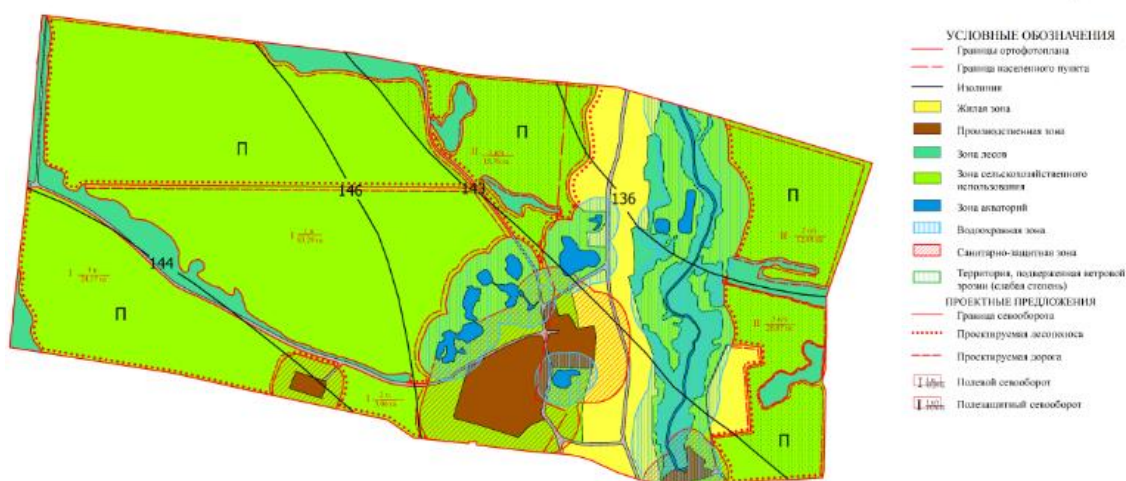 УСЛОВНЫЕ ОБОЗНАЧЕНИЯ
Границы ортофотоплана
Граница населенного пункта
Изолинии
Жилая зона
Производственная зона
Зона лесов
Зона сельскохозяйственного
использования
Зона акваторий
Водоохранная зона
Санитарно-защитная зона
Территория, подверженная ветровой
эрозии (слабая степень)
ПРОЕКТНЫЕ ПРЕДЛОЖЕНИЯ
Граница севооборота
Проектируемая лесополоса
Проектируемая дорога
Полевой севооборот
Полезащитный севооборот
П
П
П
146
143
136
П
II
144
I
I
П
II
I
П